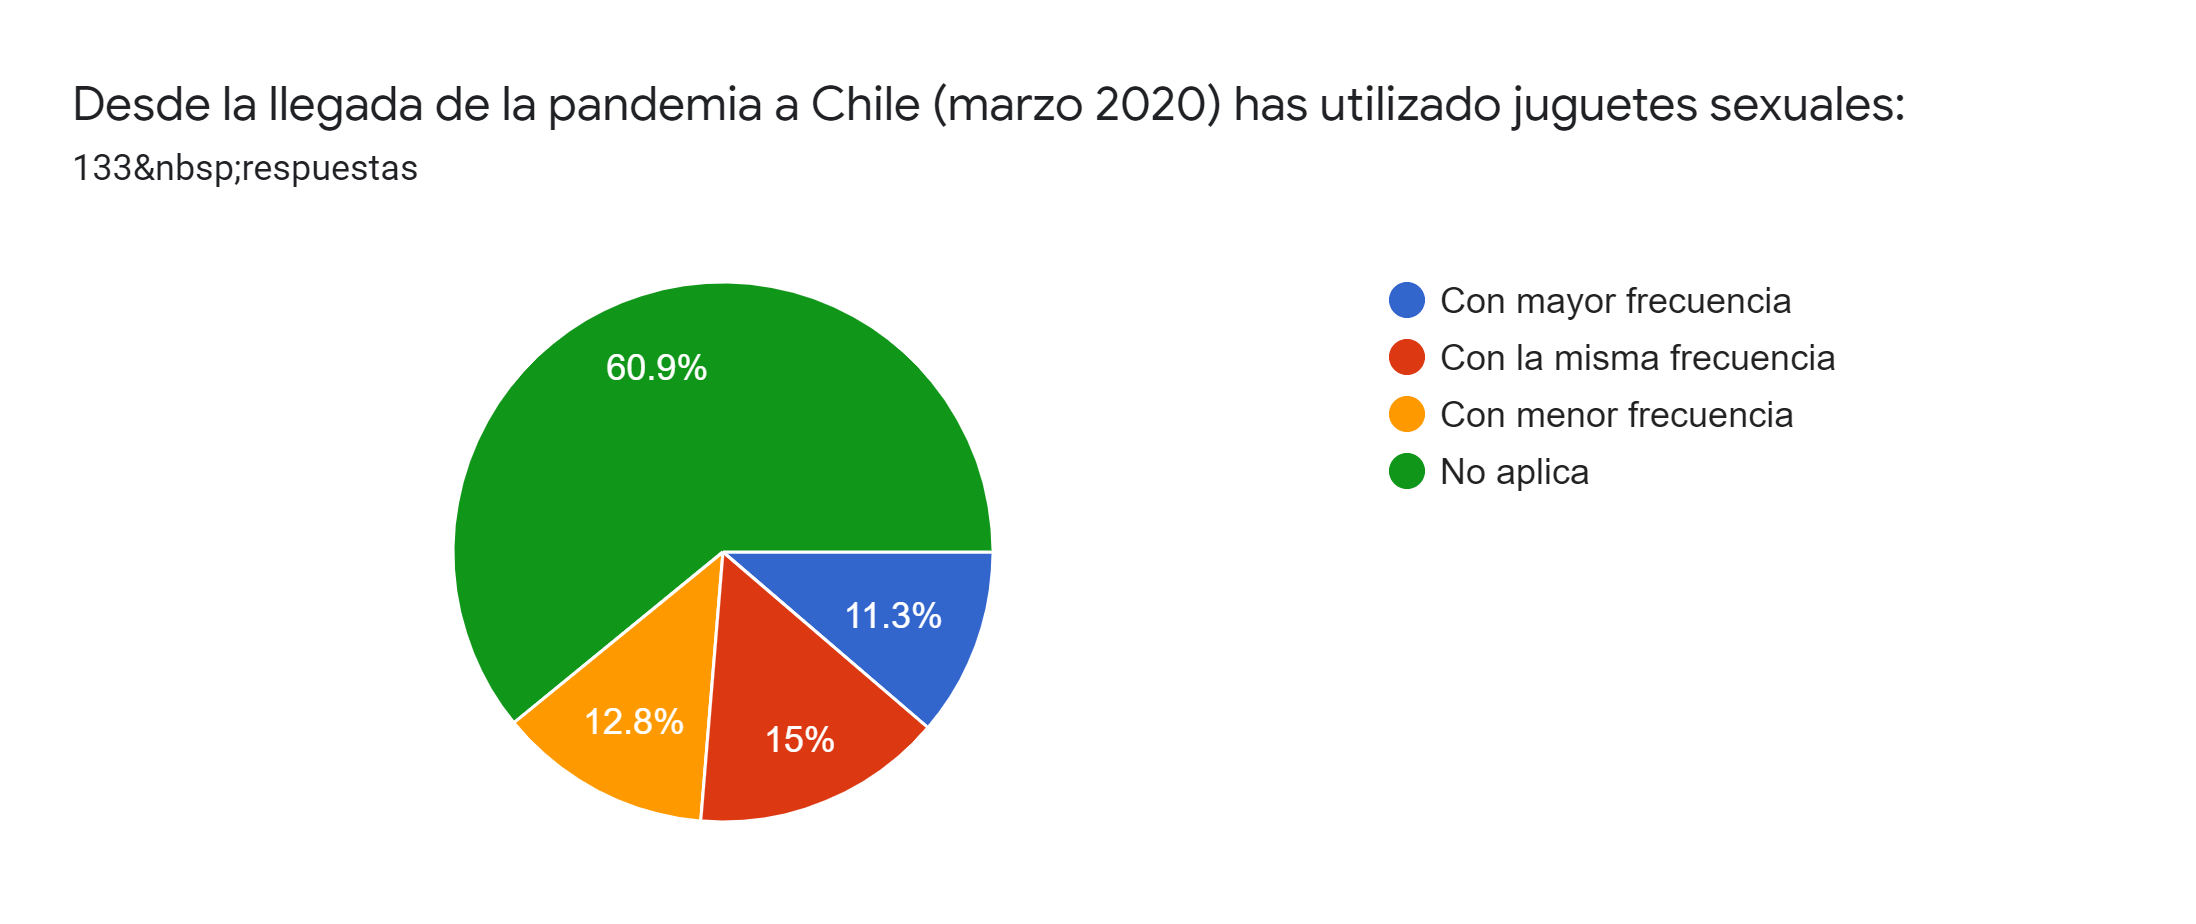 Desde la llegada de la pandemia a Chile (marzo 2020) has utilizado juguetes sexuales:
133&nbsp;respuestas
60.9%
11.3%
12.8%
15%
Con mayor frecuencia
Con la misma frecuencia
Con menor frecuencia
No aplica